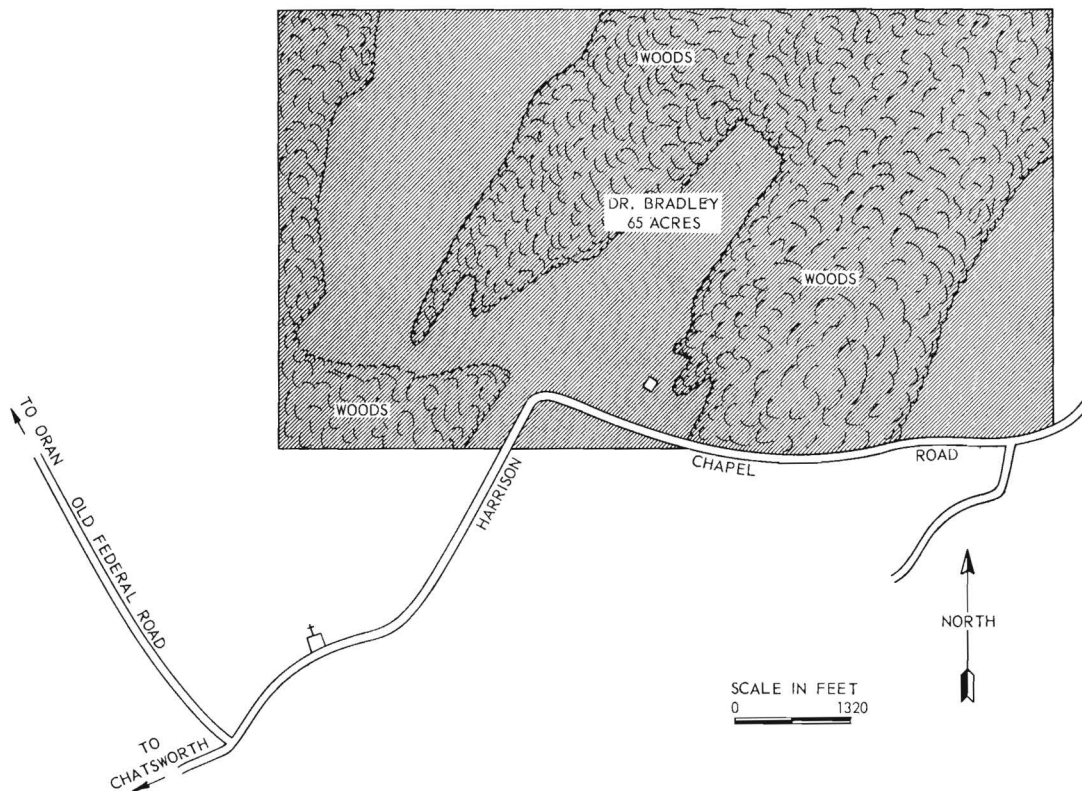 WOODS
DR. BRADLEY
65 ACRES
WOODS
WOODS
TO ORAN
OLD FEDERAL ROAD
HARRISON
CHAPEL
ROAD
NORTH
SCALE IN FEET
0 1320
TO
CHATSWORTH